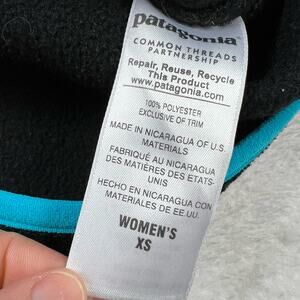 patagonia
COMMON THREADS
PARTNERSHIP
Repair, Reuse, Recycle
This Product
www.patagonia.com
100% POLYESTER
EXCLUSIVE OF TRIM
MADE IN NICARAGUA OF U.S.
MATERIALS
FABRIQUÉ AU NICARAGUA
DES MATIÈRES DES ETATS-
UNIS
HECHO EN NICARAGUA CON
MATERIALES DE EE.UU.
WOMEN'S
XS